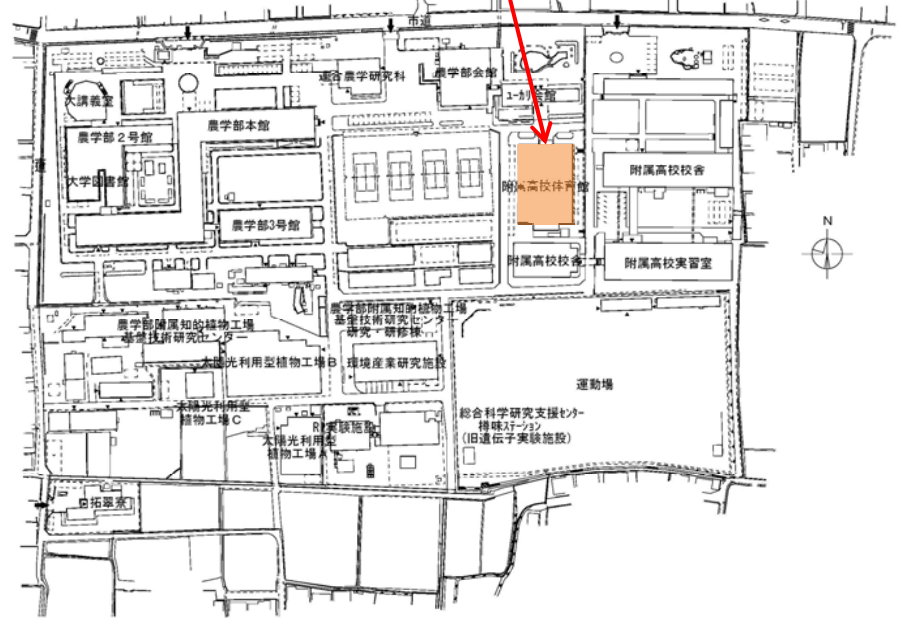 市道
連合農学研究科
農学部会館
大講義室
ユーカリ会館
農学部本館
農学部2号館
附属高校校舎
市道
大学図書館
附属高校体育館
農学部3号館
N
附属高校校舎
附属高校実習室
農学部附属知的植物工場
基盤技術研究センター
研究・研修棟
農学部附属知的植物工場
基盤技術研究センター
太陽光利用型植物工場B
環境産業研究施設
運動場
太陽光利用型
植物工場C
総合科学研究支援センター
樽味ステーション
(旧遺伝子実験施設)
RI実験施設
太陽光利用型
植物工場A
拓翠寮